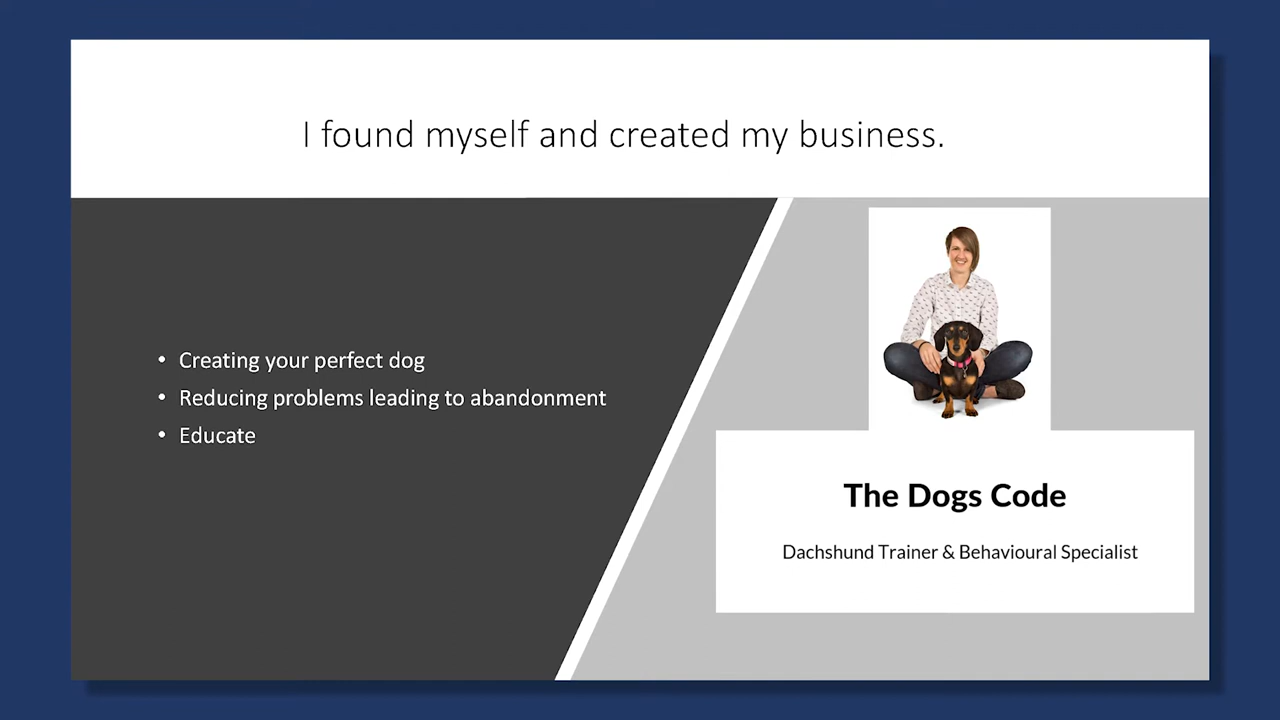 I found myself and created my business.
• Creating your perfect dog
• Reducing problems leading to abandonment
• Educate
The Dogs Code
Dachshund Trainer & Behavioural Specialist